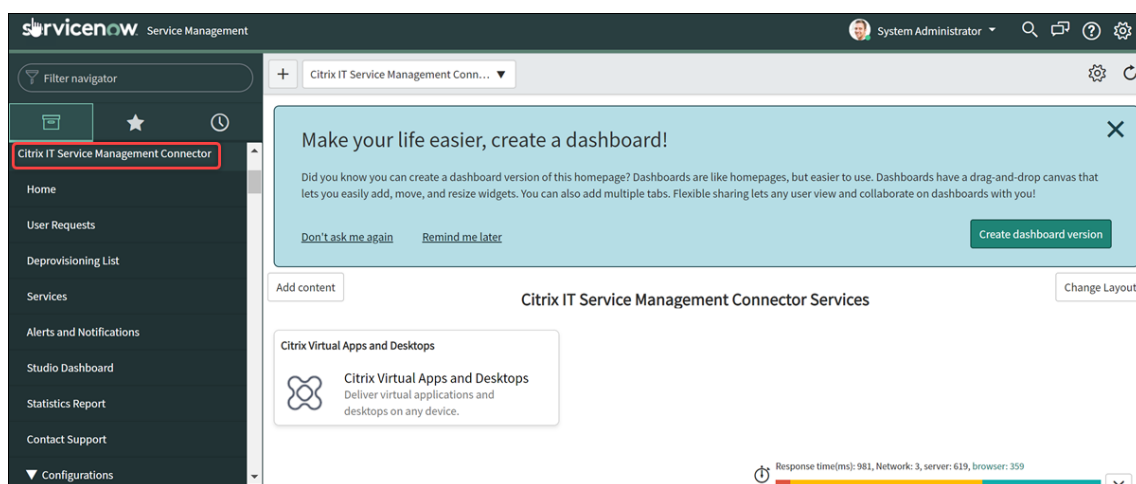 servicenow Service Management
System Administrator
Filter navigator
Citrix IT Service Management Conn...
Citrix IT Service Management Connector
Home
User Requests
Deprovisioning List
Services
Alerts and Notifications
Studio Dashboard
Statistics Report
Contact Support
Configurations
Make your life easier, create a dashboard!
Did you know you can create a dashboard version of this homepage? Dashboards are like homepages, but easier to use. Dashboards have a drag-and-drop canvas that
lets you easily add, move, and resize widgets. You can also add multiple tabs. Flexible sharing lets any user view and collaborate on dashboards with you!
Don't ask me again Remind me later
Create dashboard version
Add content
Change Layout
Citrix IT Service Management Connector Services
Citrix Virtual Apps and Desktops
Citrix Virtual Apps and Desktops
Deliver virtual applications and
desktops on any device.
Response time(ms): 981, Network: 3, server: 619, browser: 359